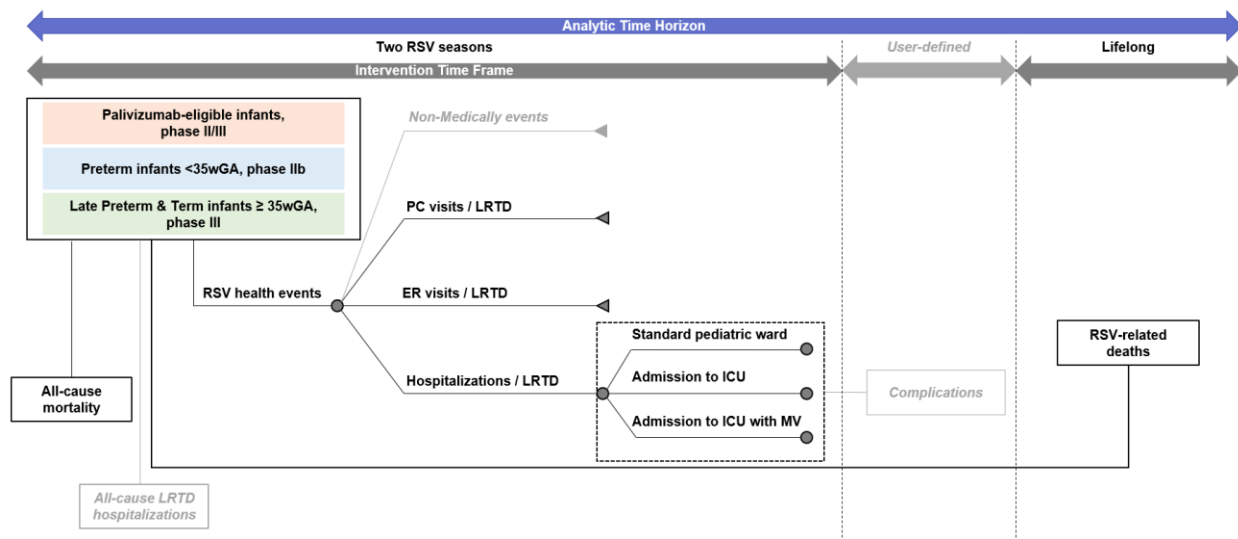 Analytic Time Horizon
Two RSV seasons
User-defined
Lifelong
Intervention Time Frame
Palivizumab-eligible infants,
phase II/III
Preterm infants <35wGA, phase IIb
Late Preterm & Term infants ≥ 35wGA,
phase III
Non-Medically events
PC visits / LRTD
RSV health events
ER visits / LRTD
Hospitalizations / LRTD
Standard pediatric ward
Admission to ICU
Admission to ICU with MV
Complications
RSV-related
deaths
All-cause
mortality
All-cause LRTD
hospitalizations